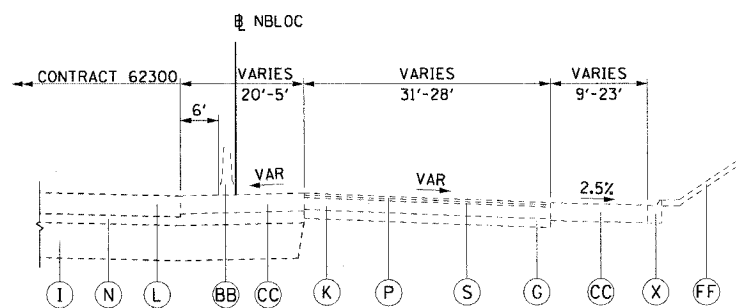 ℄ NBLOC
CONTRACT 62300
VARIES
20'-5'
VARIES
31'-28'
VARIES
9'-23'
6'
VAR
VAR
2.5%
I
N
L
BB
CC
K
P
S
G
CC
X
FF